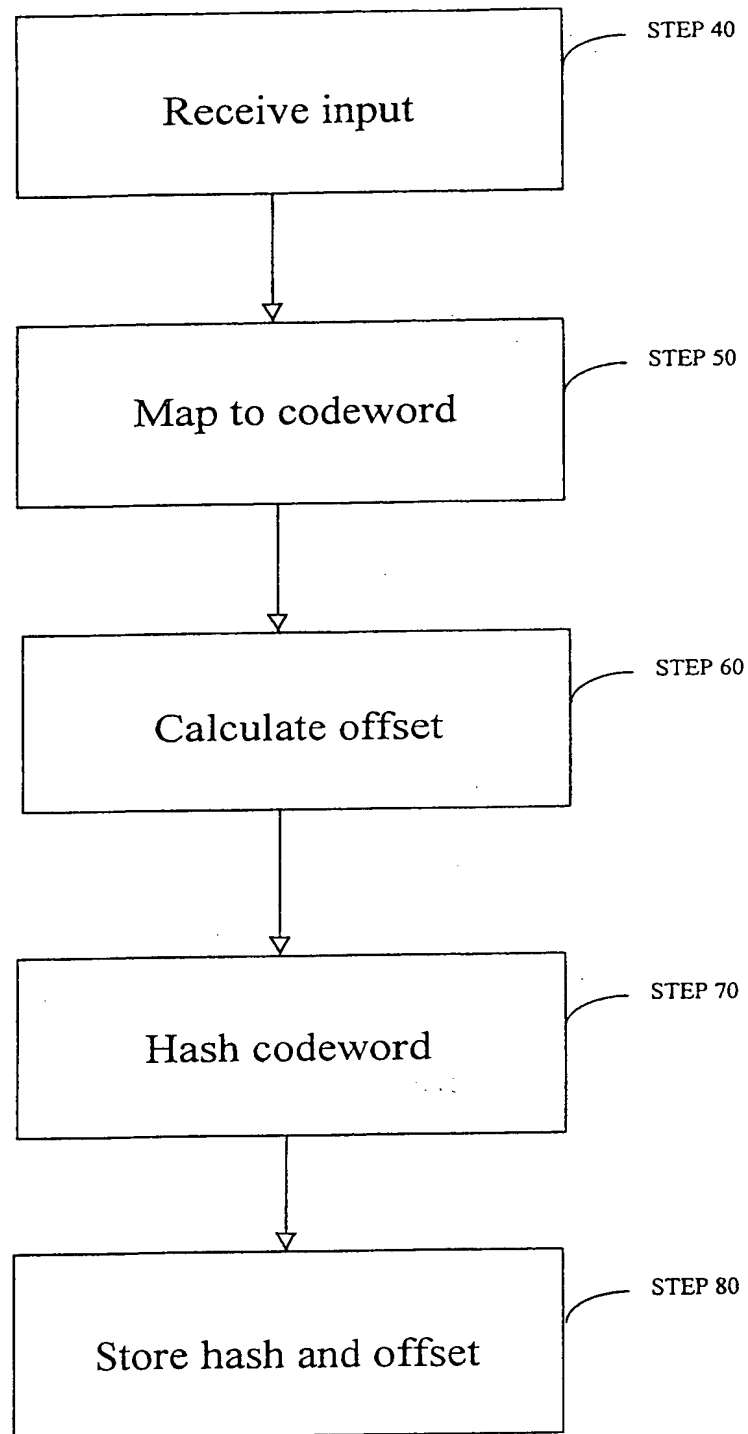 STEP 40
Receive input
STEP 50
Map to codeword
STEP 60
Calculate offset
STEP 70
Hash codeword
STEP 80
Store hash and offset